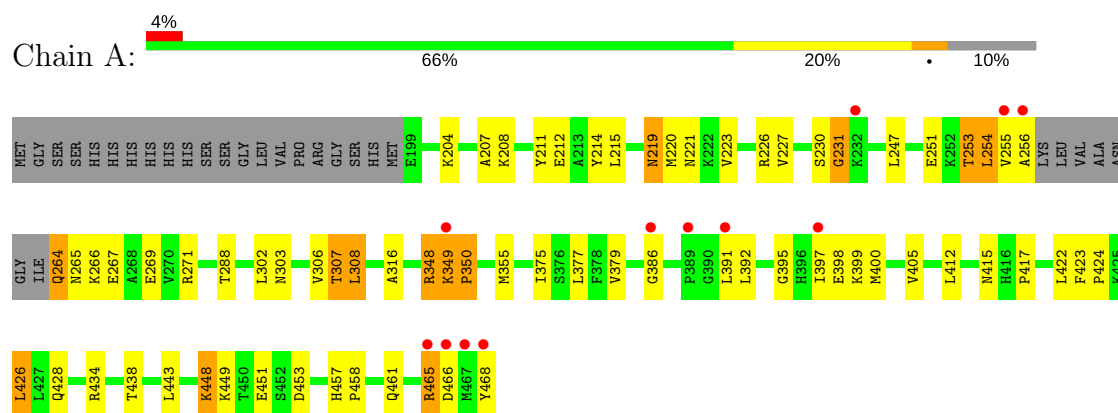 4%
Chain A:
66% 20% • 10%
MET GLY SER SER HIS HIS HIS HIS HIS HIS SER SER GLY LEU VAL PRO ARG GLY SER HIS MET E199 K204 A207 K208 Y211 E212 A213 Y214 L215 N219 M220 N221 K222 V223 R226 V227 S230 G231 K232 L247 E251 K252 T253 L254 V255 A256 LYS LEU VAL ALA ASN
GLY ILE Q264 N265 K266 E267 A268 E269 V270 R271 T288 L302 N303 V306 T307 L308 A316 R348 K349 P350 M355 I375 S376 L377 F378 V379 G386 P389 G390 L391 L392 G395 H396 I397 E398 K399 M400 V405 L412 N415 H416 P417 L422 F423 P424 K425
L426 L427 Q428 R434 T438 L443 K448 K449 T450 E451 S452 D453 H457 P458 Q461 R465 D466 M467 Y468